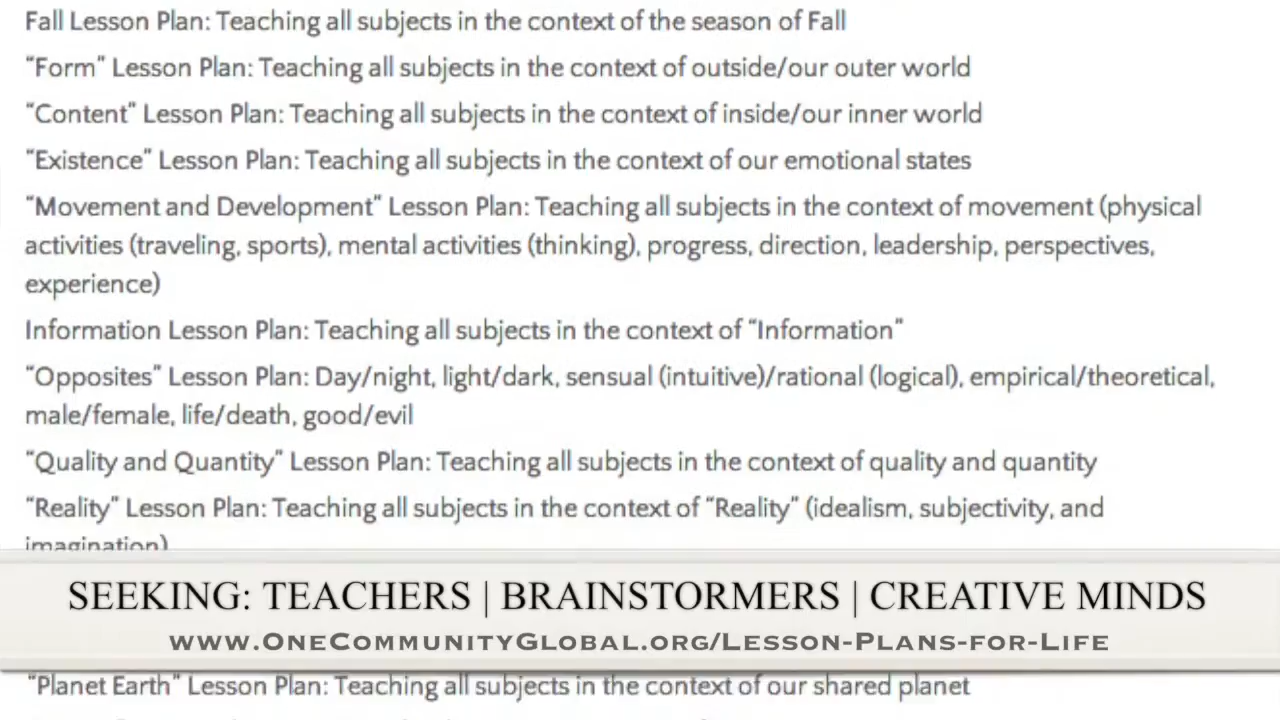 Fall Lesson Plan: Teaching all subjects in the context of the season of Fall
“Form” Lesson Plan: Teaching all subjects in the context of outside/our outer world
“Content” Lesson Plan: Teaching all subjects in the context of inside/our inner world
“Existence” Lesson Plan: Teaching all subjects in the context of our emotional states
“Movement and Development” Lesson Plan: Teaching all subjects in the context of movement (physical
activities (traveling, sports), mental activities (thinking), progress, direction, leadership, perspectives,
experience)
Information Lesson Plan: Teaching all subjects in the context of “Information”
“Opposites” Lesson Plan: Day/night, light/dark, sensual (intuitive)/rational (logical), empirical/theoretical,
male/female, life/death, good/evil
“Quality and Quantity” Lesson Plan: Teaching all subjects in the context of quality and quantity
“Reality” Lesson Plan: Teaching all subjects in the context of “Reality” (idealism, subjectivity, and
imagination)
SEEKING: TEACHERS | BRAINSTORMERS | CREATIVE MINDS
www.OneCommunityGlobal.org/Lesson-Plans-for-Life
“Planet Earth” Lesson Plan: Teaching all subjects in the context of our shared planet